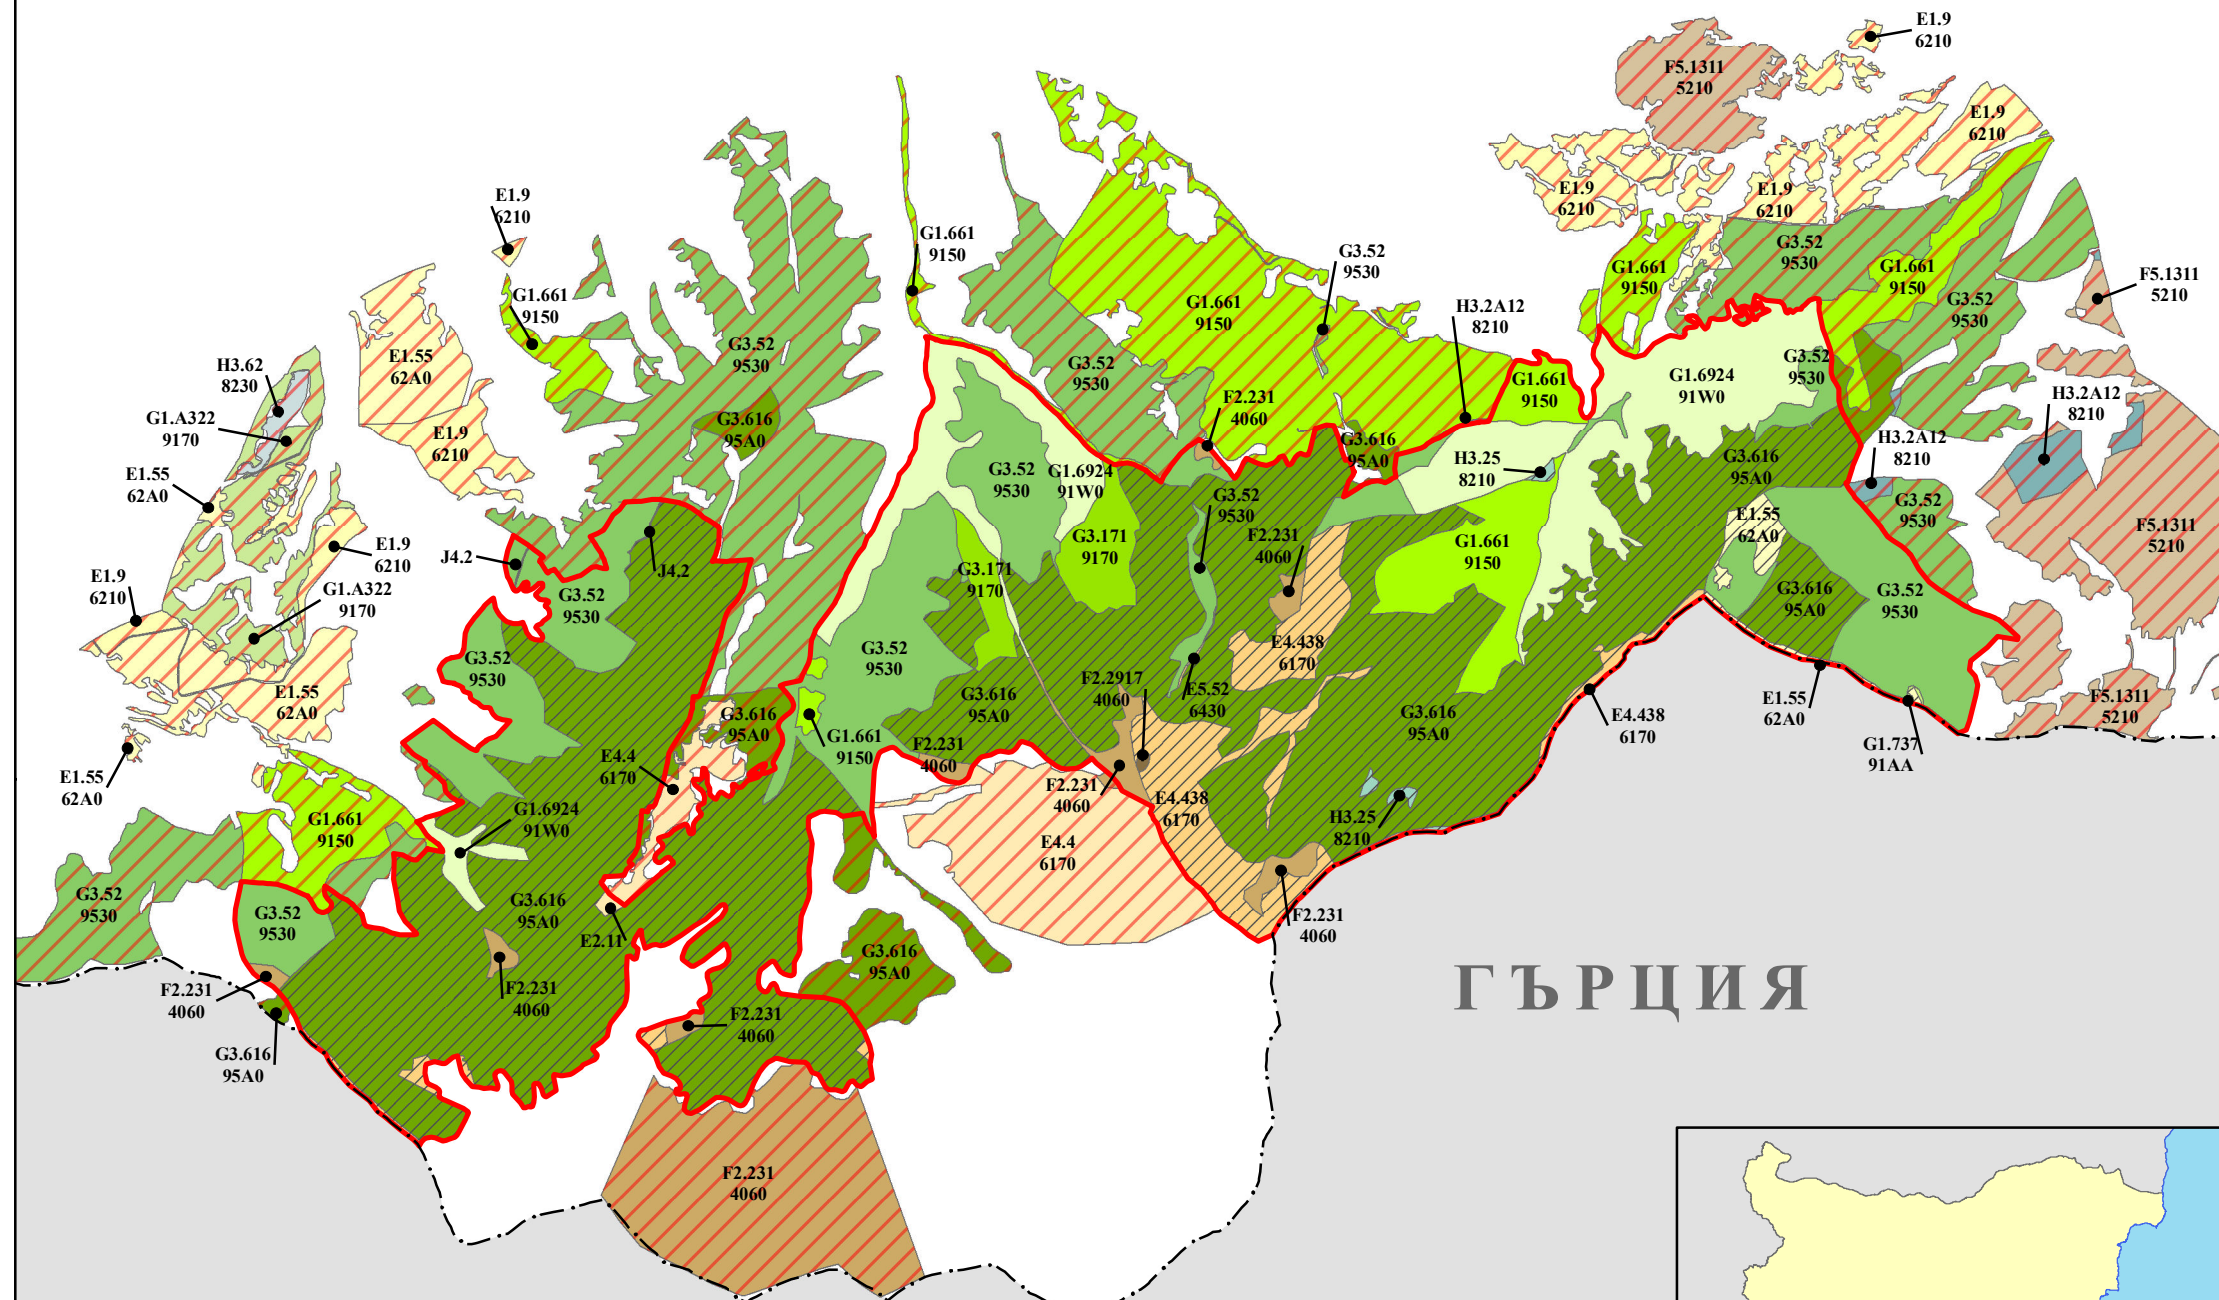 E1.9
6210
F5.1311
5210
E1.9
6210
E1.9
6210
E1.9
6210
E1.9
6210
G1.661
9150
G3.52
9530
G3.52
9530
G1.661
9150
G1.661
9150
F5.1311
5210
G1.661
9150
G1.661
9150
H3.2A12
8210
G3.52
9530
E1.55
62A0
G3.52
9530
H3.62
8230
G3.52
9530
G3.52
9530
G1.661
9150
G1.6924
91W0
H3.2A12
8210
G1.A322
9170
E1.9
6210
G3.616
95A0
F2.231
4060
G3.616
95A0
H3.2A12
8210
E1.55
62A0
G3.52
9530
G1.6924
91W0
H3.25
8210
G3.616
95A0
G3.52
9530
G3.52
9530
E1.55
62A0
F5.1311
5210
E1.9
6210
J4.2
J4.2
G3.171
9170
F2.231
4060
G1.661
9150
E1.9
6210
G1.A322
9170
G3.52
9530
G3.171
9170
G3.616
95A0
G3.52
9530
G3.52
9530
G3.52
9530
E4.438
6170
E1.55
62A0
G3.616
95A0
F2.2917
4060
E5.52
6430
G3.616
95A0
G3.616
95A0
E4.438
6170
E1.55
62A0
F5.1311
5210
E1.55
62A0
E4.4
6170
G1.661
9150
F2.231
4060
F2.231
4060
G1.737
91AA
G1.661
9150
G1.6924
91W0
E4.438
6170
H3.25
8210
E4.4
6170
G3.52
9530
G3.52
9530
G3.616
95A0
E2.11
F2.231
4060
G3.616
95A0
F2.231
4060
F2.231
4060
F2.231
4060
G3.616
95A0
ГЪРЦИЯ
F2.231
4060